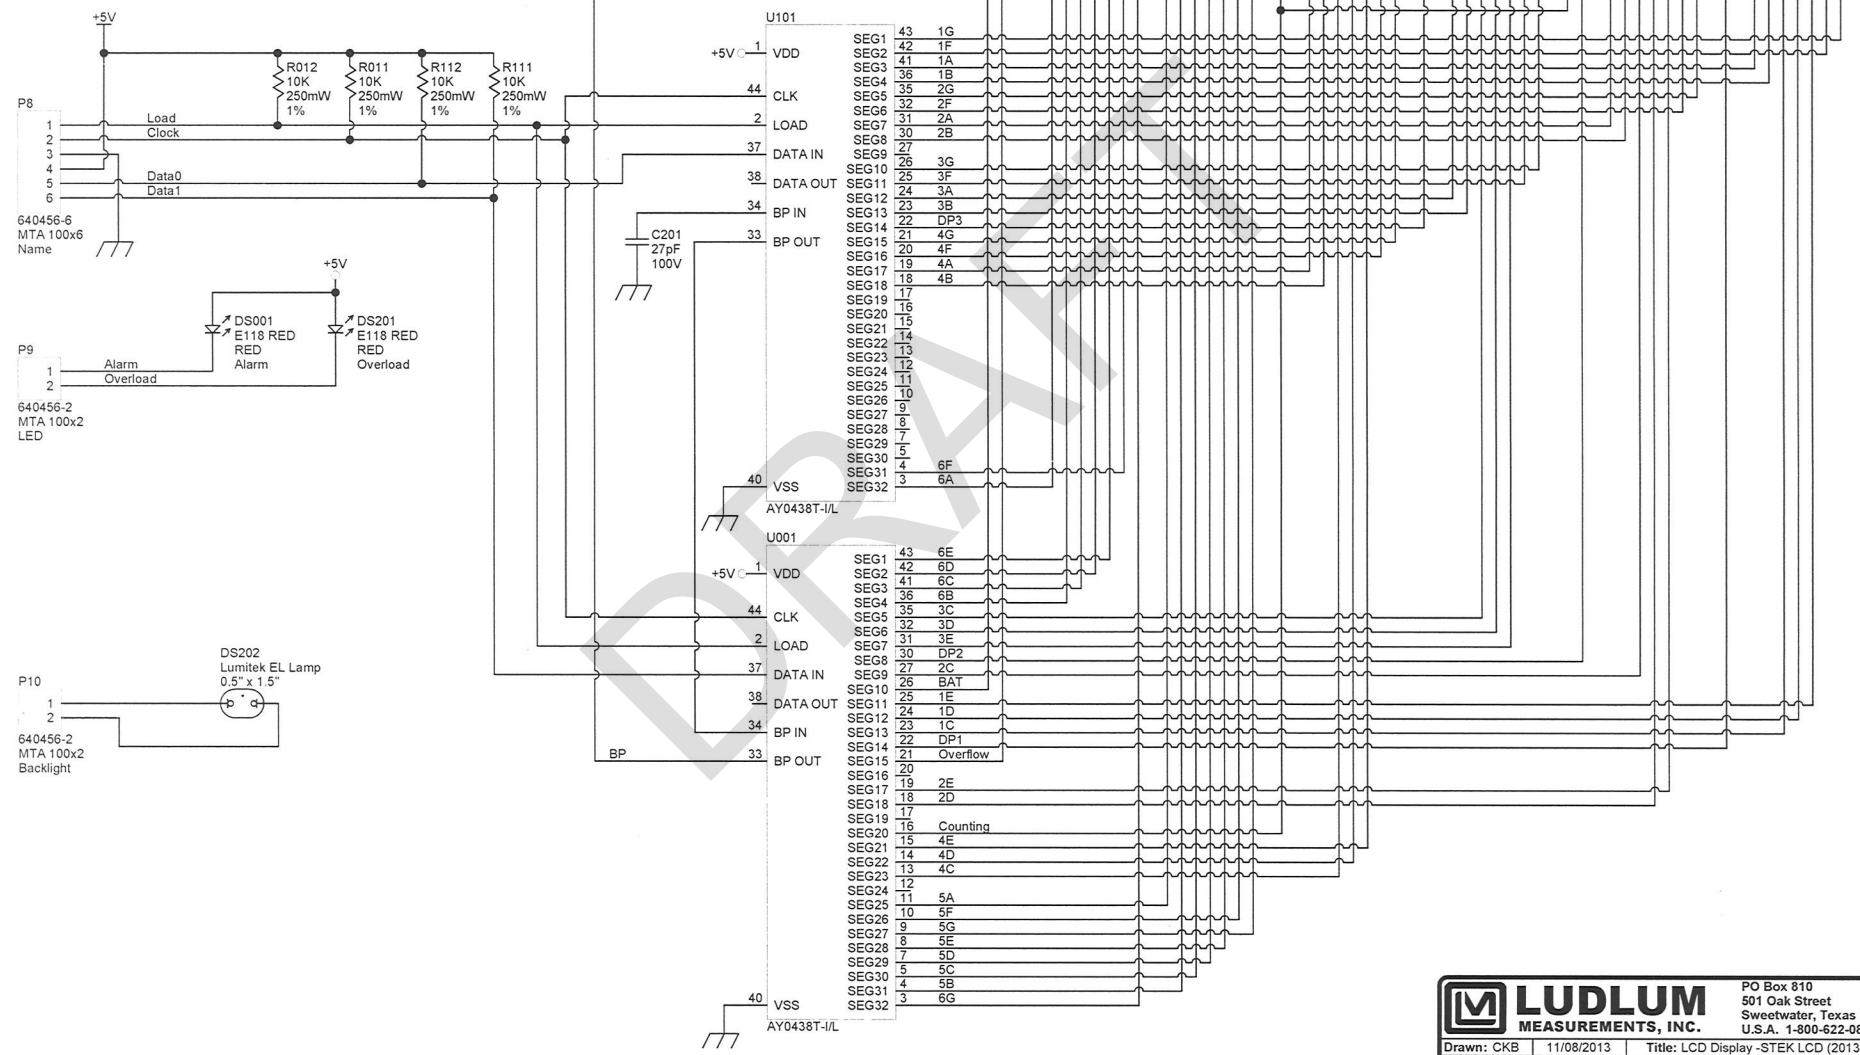 +5V
R012
10K
250mW
1%
R011
10K
250mW
1%
R112
10K
250mW
1%
R111
10K
250mW
1%
P8
1 Load
2 Clock
3
4
5 Data0
6 Data1
640456-6
MTA 100x6
Name
+5V
DS001
E118 RED
RED
Alarm
DS201
E118 RED
RED
Overload
P9
1 Alarm
2 Overload
640456-2
MTA 100x2
LED
DS202
Lumitek EL Lamp
0.5" x 1.5"
P10
1
2
640456-2
MTA 100x2
Backlight
C201
27pF
100V
U101
+5V 1 VDD
44 CLK
2 LOAD
37 DATA IN
38 DATA OUT
34 BP IN
33 BP OUT
40 VSS
SEG1 43 1G
SEG2 42 1F
SEG3 41 1A
SEG4 36 1B
SEG5 35 2G
SEG6 32 2F
SEG7 31 2A
SEG8 30 2B
SEG9 27
SEG10 26 3G
SEG11 25 3F
SEG12 24 3A
SEG13 23 3B
SEG14 22 DP3
SEG15 21 4G
SEG16 20 4F
SEG17 19 4A
SEG18 18 4B
SEG19 17
SEG20 16
SEG21 15
SEG22 14
SEG23 13
SEG24 12
SEG25 11
SEG26 10
SEG27 9
SEG28 8
SEG29 7
SEG30 5
SEG31 4 6F
SEG32 3 6A
AY0438T-I/L
U001
+5V 1 VDD
44 CLK
2 LOAD
37 DATA IN
38 DATA OUT
34 BP IN
BP 33 BP OUT
40 VSS
SEG1 43 6E
SEG2 42 6D
SEG3 41 6C
SEG4 36 6B
SEG5 35 3C
SEG6 32 3D
SEG7 31 3E
SEG8 30 DP2
SEG9 27 2C
SEG10 26 BAT
SEG11 25 1E
SEG12 24 1D
SEG13 23 1C
SEG14 22 DP1
SEG15 21 Overflow
SEG16 20
SEG17 19 2E
SEG18 18 2D
SEG19 17
SEG20 16 Counting
SEG21 15 4E
SEG22 14 4D
SEG23 13 4C
SEG24 12
SEG25 11 5A
SEG26 10 5F
SEG27 9 5G
SEG28 8 5E
SEG29 7 5D
SEG30 5 5C
SEG31 4 5B
SEG32 3 6G
AY0438T-I/L
DRAFT
LM LUDLUM
MEASUREMENTS, INC.
PO Box 810
501 Oak Street
Sweetwater, Texas
U.S.A. 1-800-622-08
Drawn: CKB 11/08/2013 Title: LCD Display -STEK LCD (2013